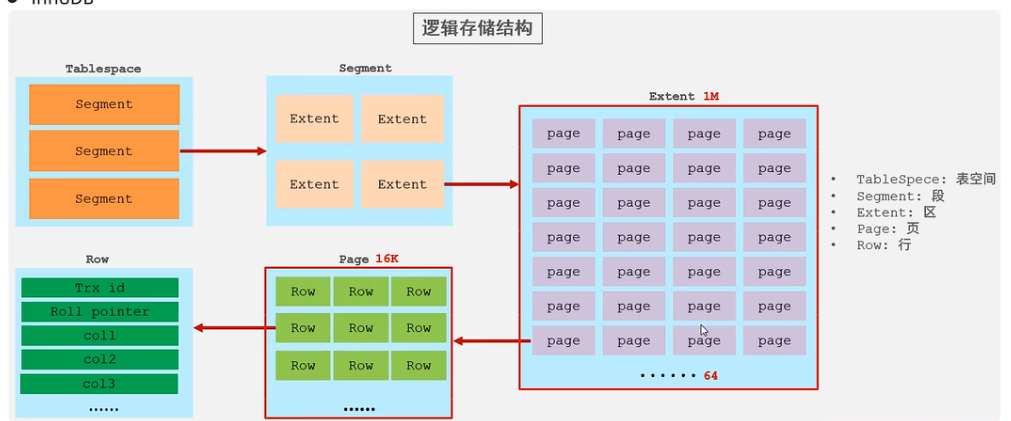 InnoDB
逻辑存储结构
Tablespace
Segment
Segment
Segment
Segment
Extent Extent
Extent Extent
Extent 1M
page page page page
page page page page
page page page page
page page page page
page page page page
page page page page
page page page page
······ 64
• TableSpece: 表空间
• Segment: 段
• Extent: 区
• Page: 页
• Row: 行
Row
Trx id
Roll pointer
col1
col2
col3
······
Page 16K
Row Row Row
Row Row Row
Row Row Row
······